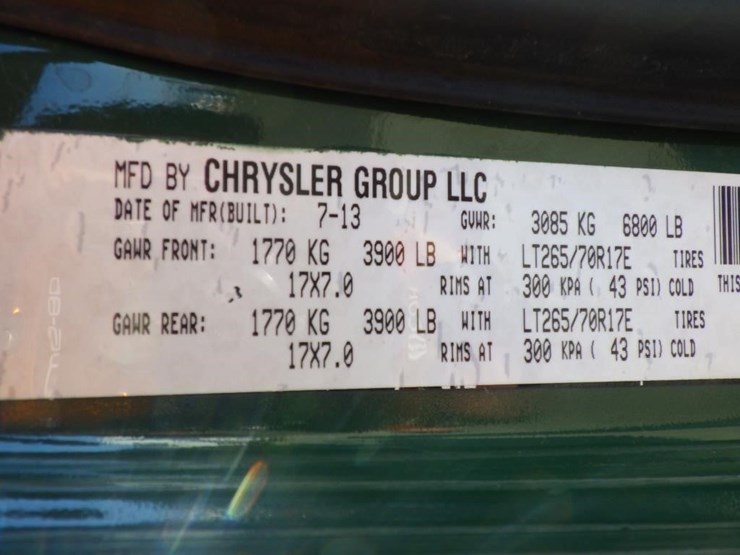 MFD BY CHRYSLER GROUP LLC
DATE OF MFR(BUILT): 7-13 GVWR: 3085 KG 6800 LB
GAWR FRONT: 1770 KG 3900 LB WITH LT265/70R17E TIRES
17X7.0 RIMS AT 300 KPA ( 43 PSI) COLD THIS
GAWR REAR: 1770 KG 3900 LB WITH LT265/70R17E TIRES
17X7.0 RIMS AT 300 KPA ( 43 PSI) COLD